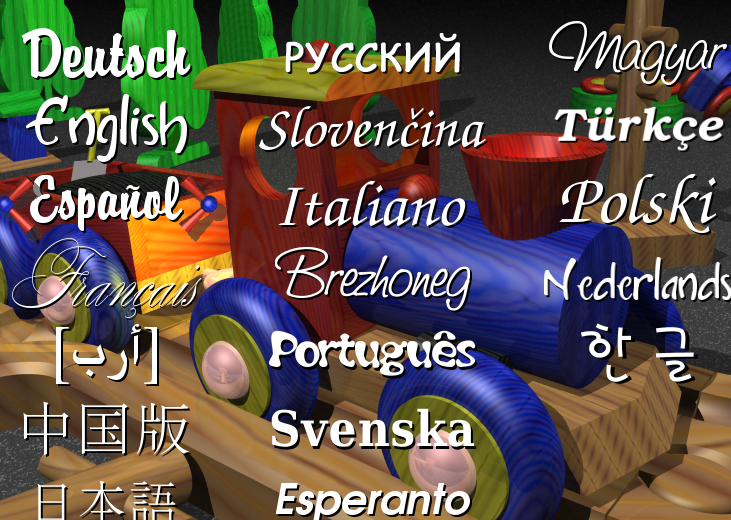 Deutsch
English
Español
Français
[أرب]
中国版
日本語
РУССКИЙ
Slovenčina
Italiano
Brezhoneg
Português
Svenska
Esperanto
Magyar
Türkçe
Polski
Nederlands
한글